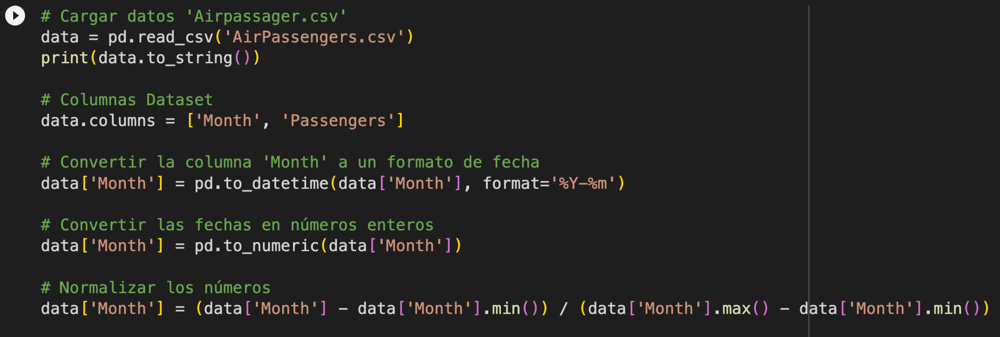 # Cargar datos 'Airpassager.csv'
data = pd.read_csv('AirPassengers.csv')
print(data.to_string())
# Columnas Dataset
data.columns = ['Month', 'Passengers']
# Convertir la columna 'Month' a un formato de fecha
data['Month'] = pd.to_datetime(data['Month'], format='%Y-%m')
# Convertir las fechas en números enteros
data['Month'] = pd.to_numeric(data['Month'])
# Normalizar los números
data['Month'] = (data['Month'] - data['Month'].min()) / (data['Month'].max() - data['Month'].min())